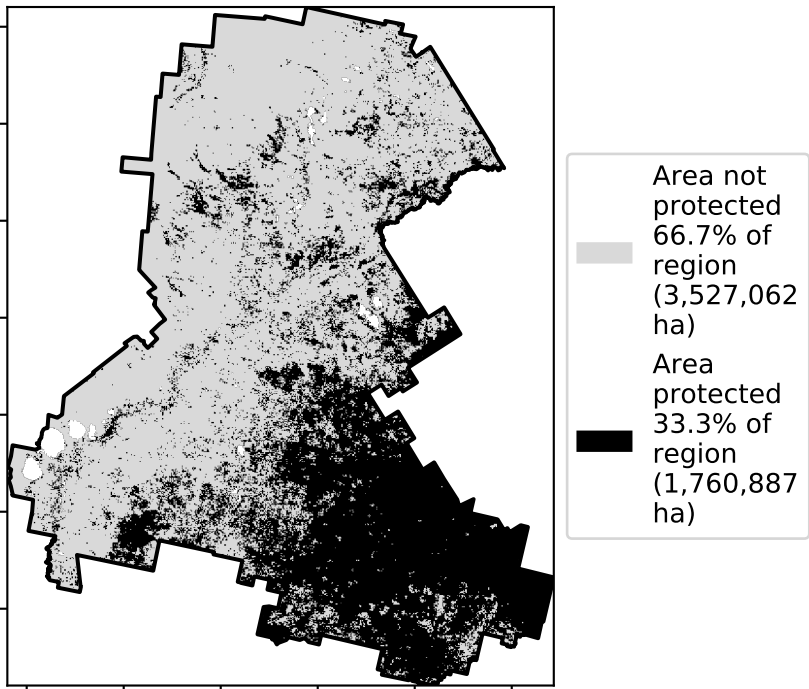 Area not
protected
66.7% of
region
(3,527,062
ha)
Area
protected
33.3% of
region
(1,760,887
ha)